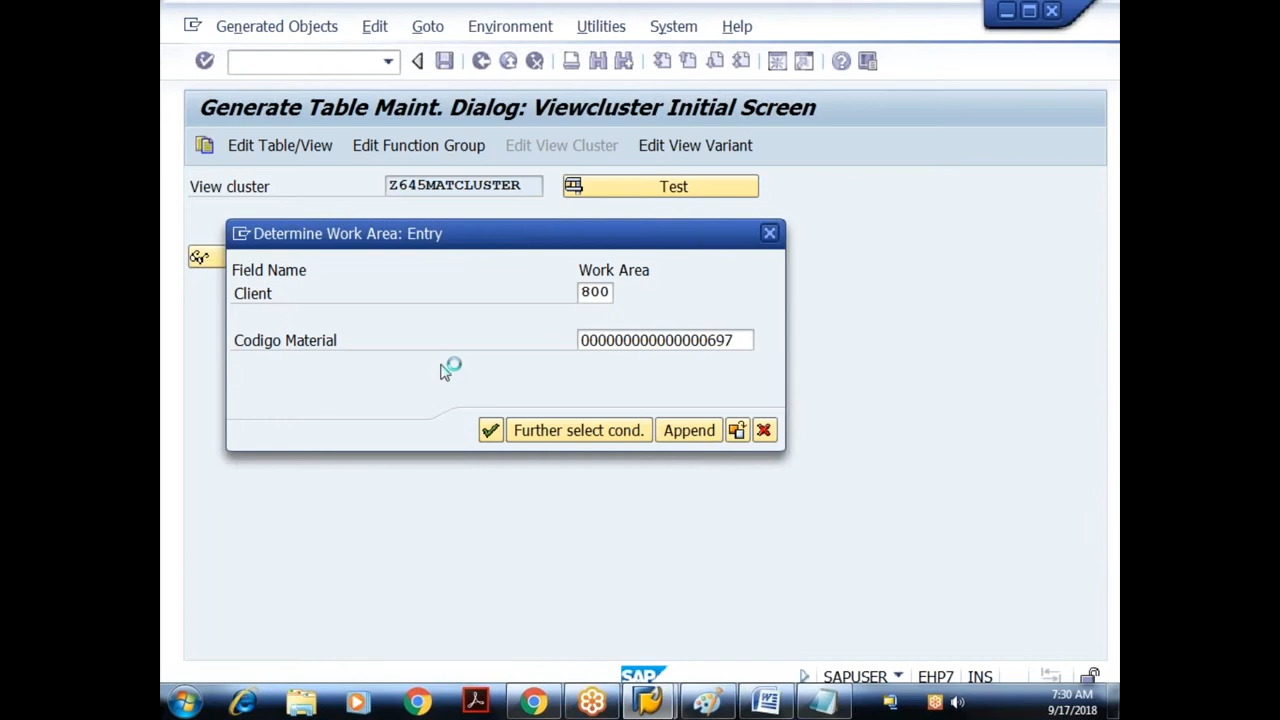 Generated Objects Edit Goto Environment Utilities System Help
Generate Table Maint. Dialog: Viewcluster Initial Screen
Edit Table/View Edit Function Group Edit View Cluster Edit View Variant
View cluster Z645MATCLUSTER Test
Determine Work Area: Entry
Field Name Work Area
Client 800
Codigo Material 000000000000000697
Further select cond. Append
SAP SAPUSER EHP7 INS
7:30 AM
9/17/2018